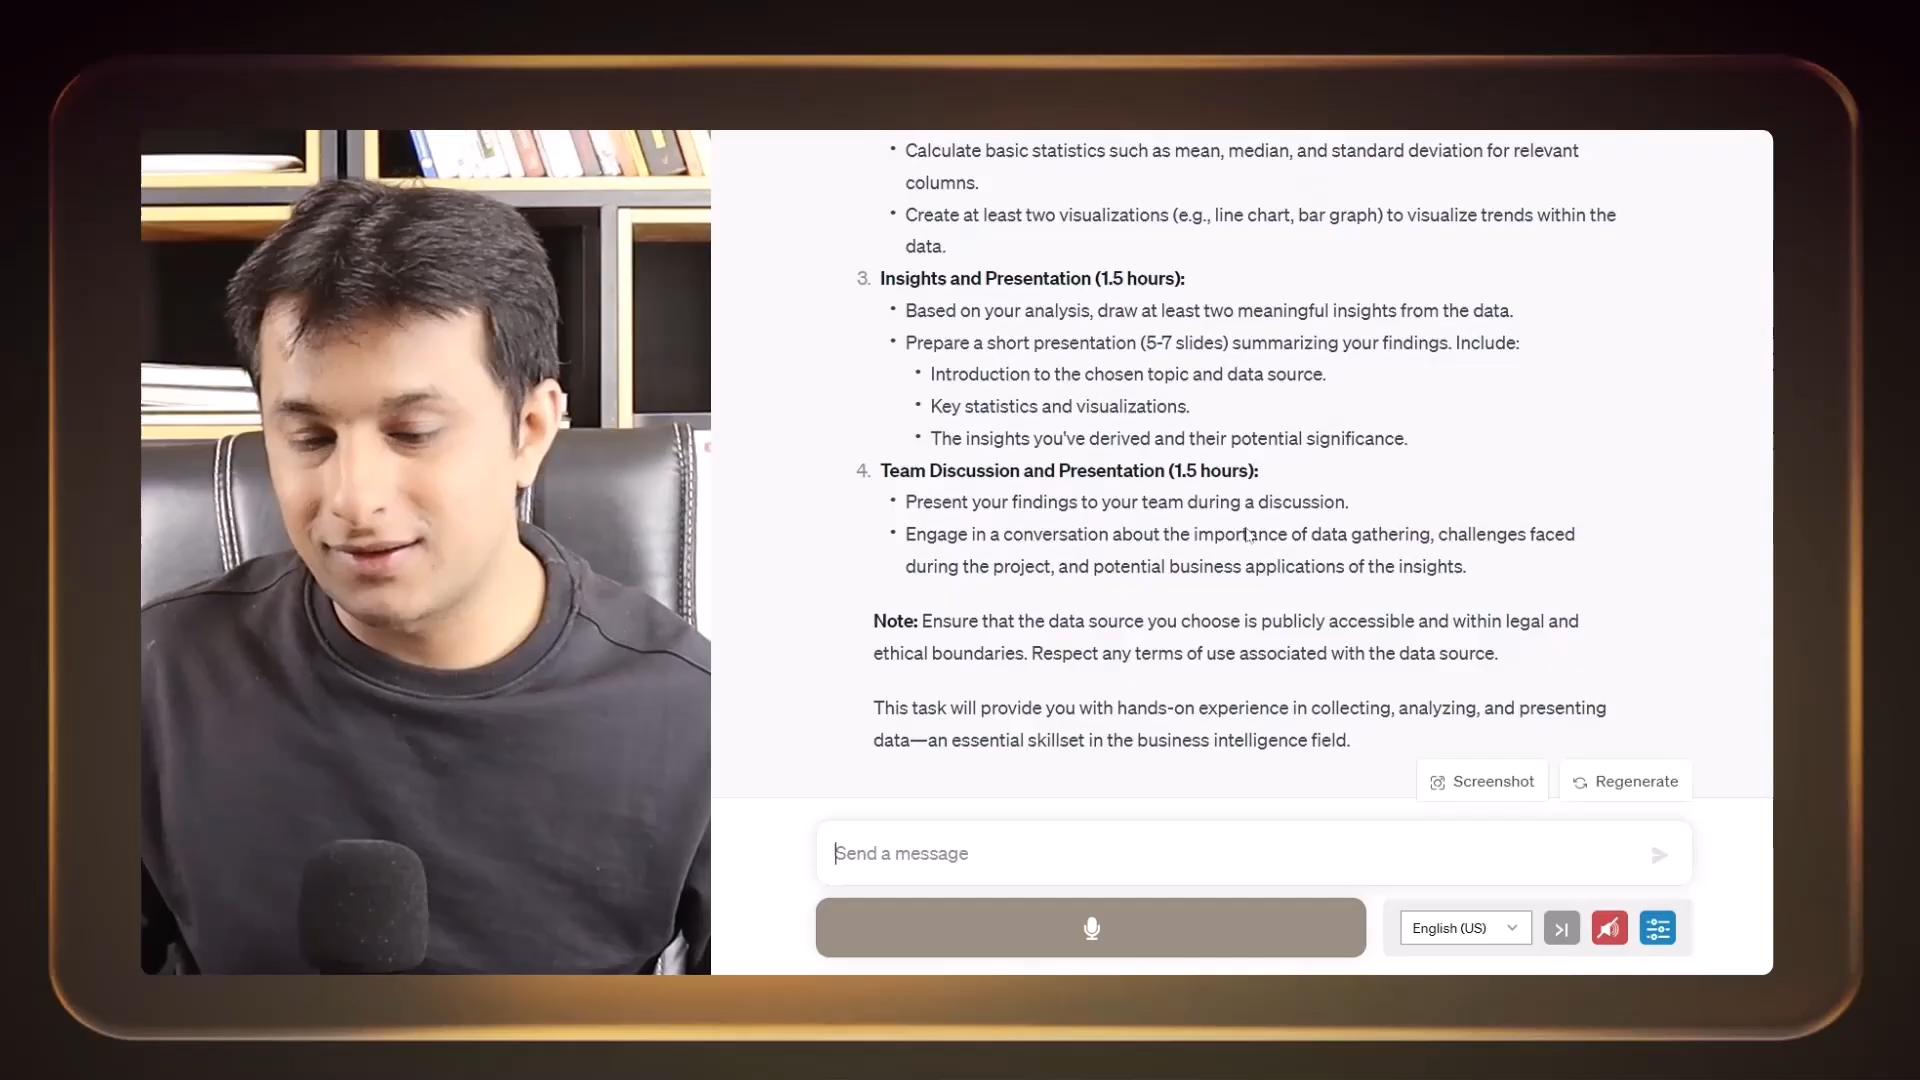 • Calculate basic statistics such as mean, median, and standard deviation for relevant
columns.
• Create at least two visualizations (e.g., line chart, bar graph) to visualize trends within the
data.
3. Insights and Presentation (1.5 hours):
• Based on your analysis, draw at least two meaningful insights from the data.
• Prepare a short presentation (5-7 slides) summarizing your findings. Include:
• Introduction to the chosen topic and data source.
• Key statistics and visualizations.
• The insights you've derived and their potential significance.
4. Team Discussion and Presentation (1.5 hours):
• Present your findings to your team during a discussion.
• Engage in a conversation about the importance of data gathering, challenges faced
during the project, and potential business applications of the insights.
Note: Ensure that the data source you choose is publicly accessible and within legal and
ethical boundaries. Respect any terms of use associated with the data source.
This task will provide you with hands-on experience in collecting, analyzing, and presenting
data—an essential skillset in the business intelligence field.
Screenshot
Regenerate
Send a message
English (US)